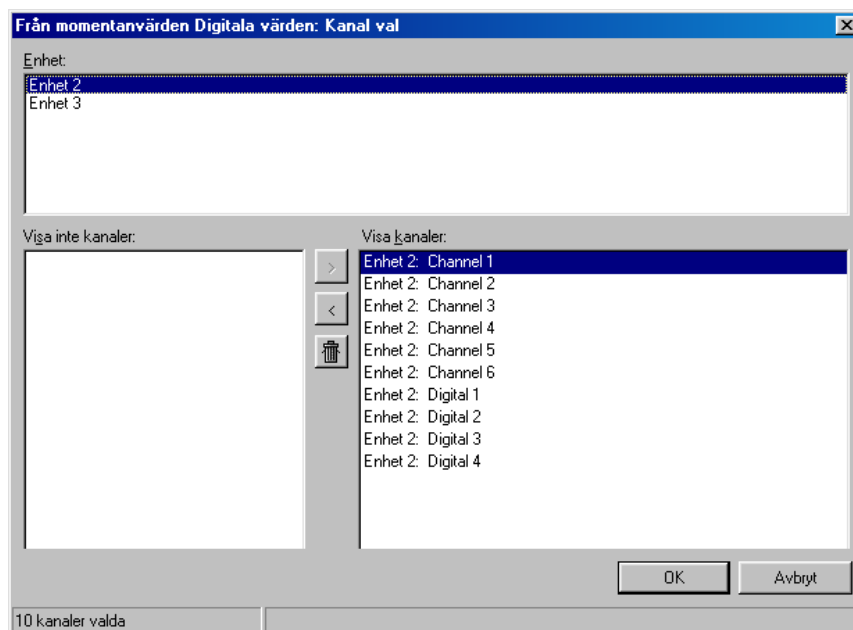 Från momentanvärden Digitala värden: Kanal val
Enhet:
Enhet 2
Enhet 3
Visa inte kanaler:
Visa kanaler:
>
<
Enhet 2: Channel 1
Enhet 2: Channel 2
Enhet 2: Channel 3
Enhet 2: Channel 4
Enhet 2: Channel 5
Enhet 2: Channel 6
Enhet 2: Digital 1
Enhet 2: Digital 2
Enhet 2: Digital 3
Enhet 2: Digital 4
OK
Avbryt
10 kanaler valda